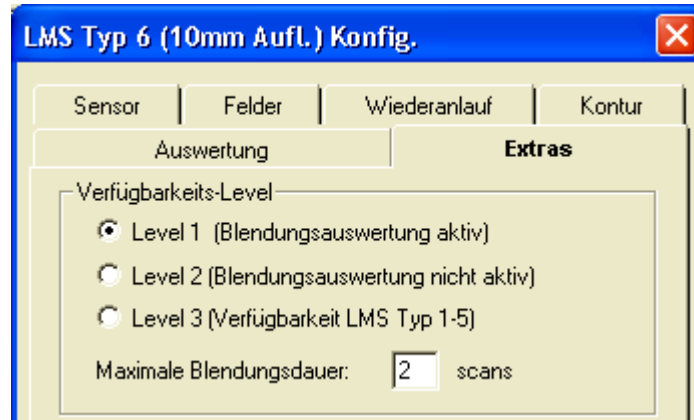 LMS Typ 6 (10mm Aufl.) Konfig.
Sensor Felder Wiederanlauf Kontur
Auswertung Extras
Verfügbarkeits-Level
Level 1 (Blendungsauswertung aktiv)
Level 2 (Blendungsauswertung nicht aktiv)
Level 3 (Verfügbarkeit LMS Typ 1-5)
Maximale Blendungsdauer: 2 scans